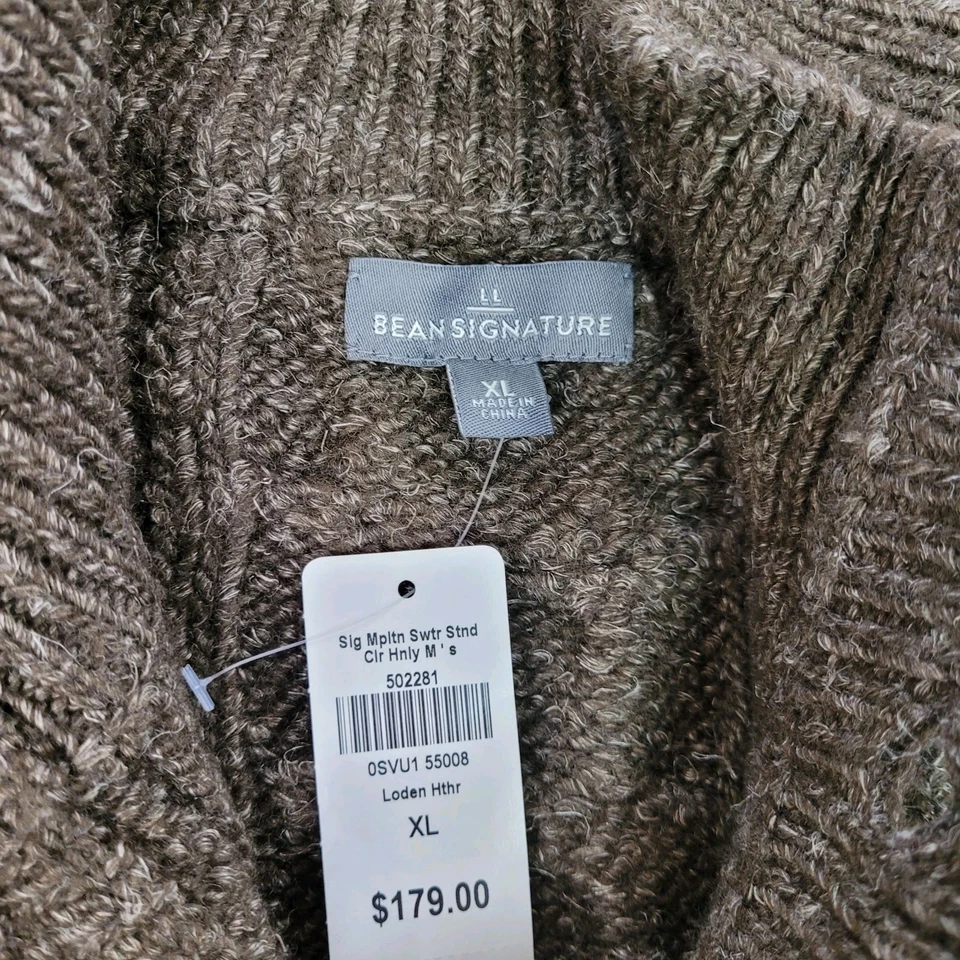 LL
BEAN SIGNATURE
XL
MADE IN
CHINA
Sig Mpltn Swtr Stnd
Clr Hnly M ' s
502281
0SVU1 55008
Loden Hthr
XL
$179.00